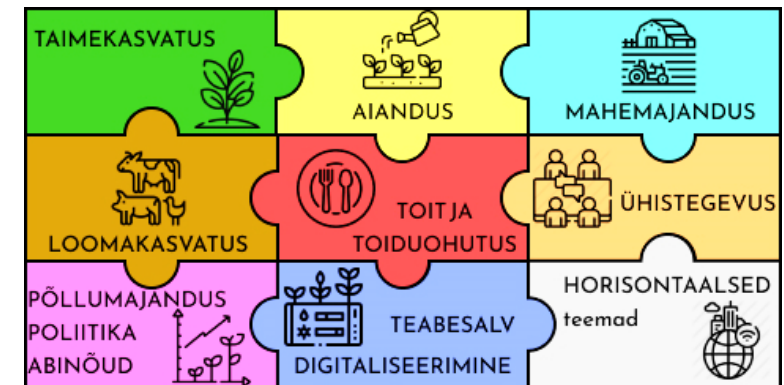 TAIMEKASVATUS
AIANDUS
MAHEMAJANDUS
LOOMAKASVATUS
TOIT JA
TOIDUOHUTUS
ÜHISTEGEVUS
PÕLLUMAJANDUS
POLIITIKA
ABINÕUD
TEABESALV
DIGITALISEERIMINE
HORISONTAALSED
teemad